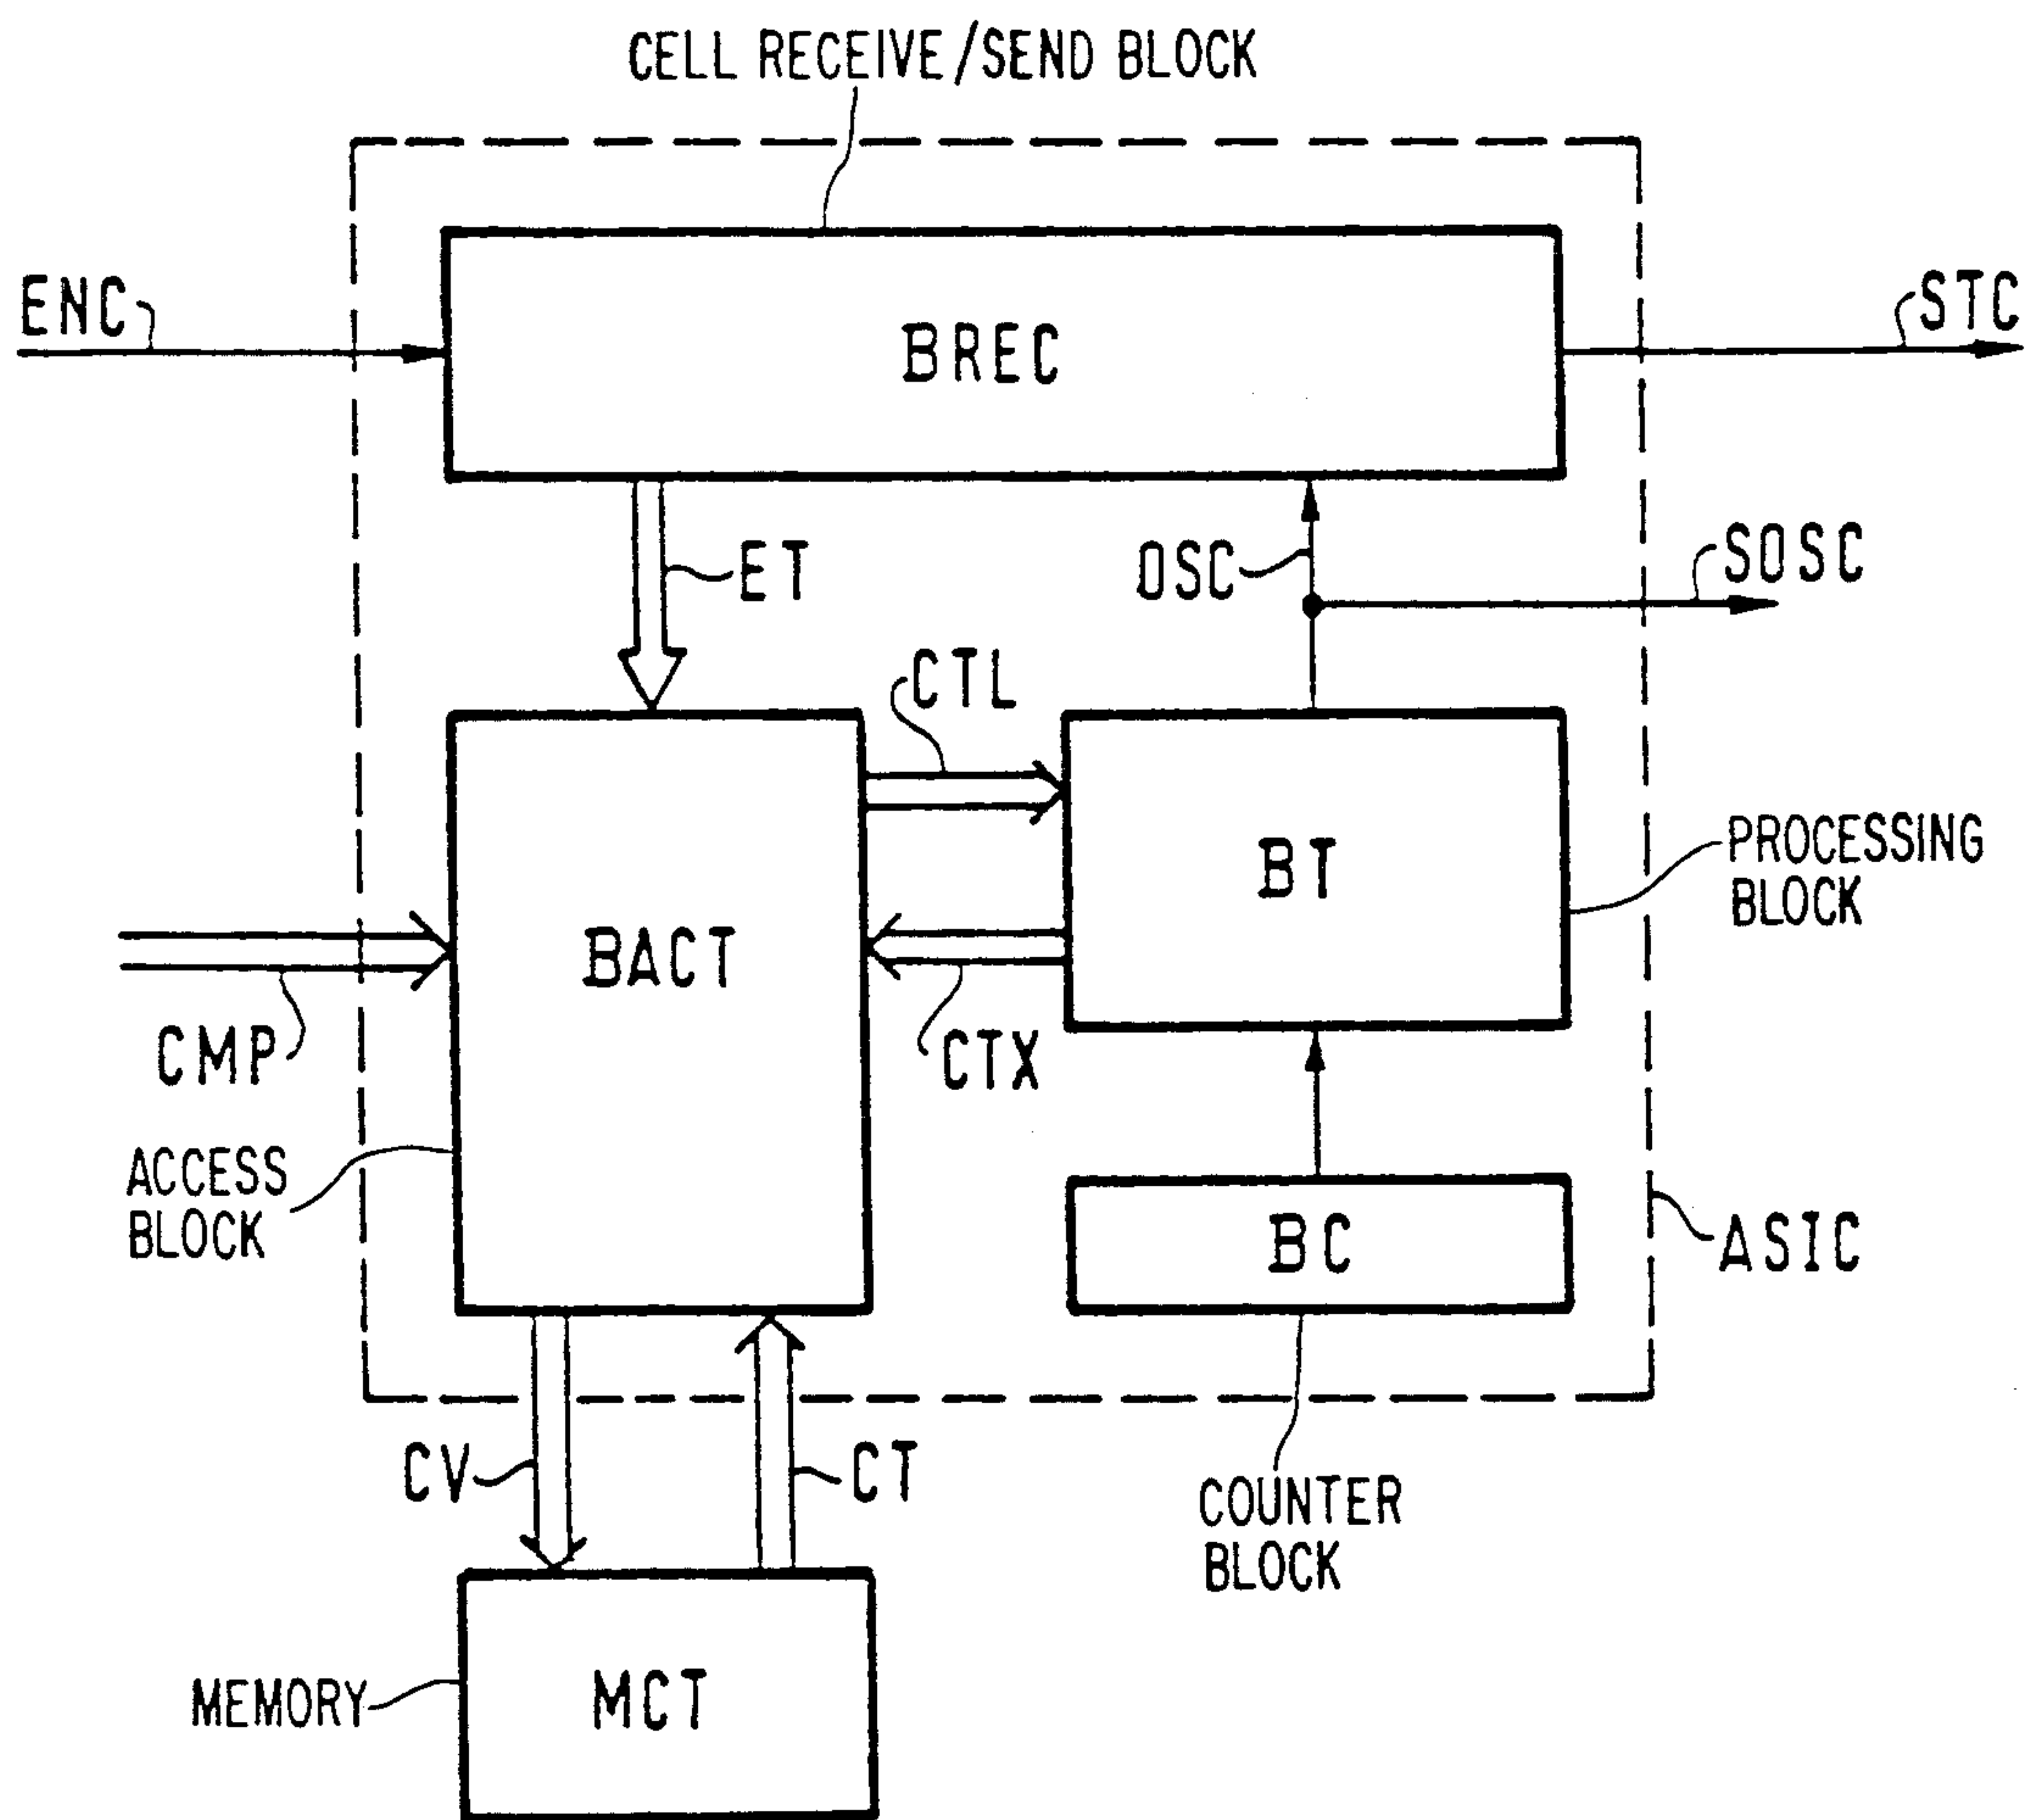 CELL RECEIVE/SEND BLOCK
ENC
BREC
STC
ET
OSC
SOSC
CTL
BACT
BT
PROCESSING
BLOCK
CMP
CTX
ACCESS
BLOCK
BC
ASIC
CV
CT
COUNTER
BLOCK
MEMORY
MCT